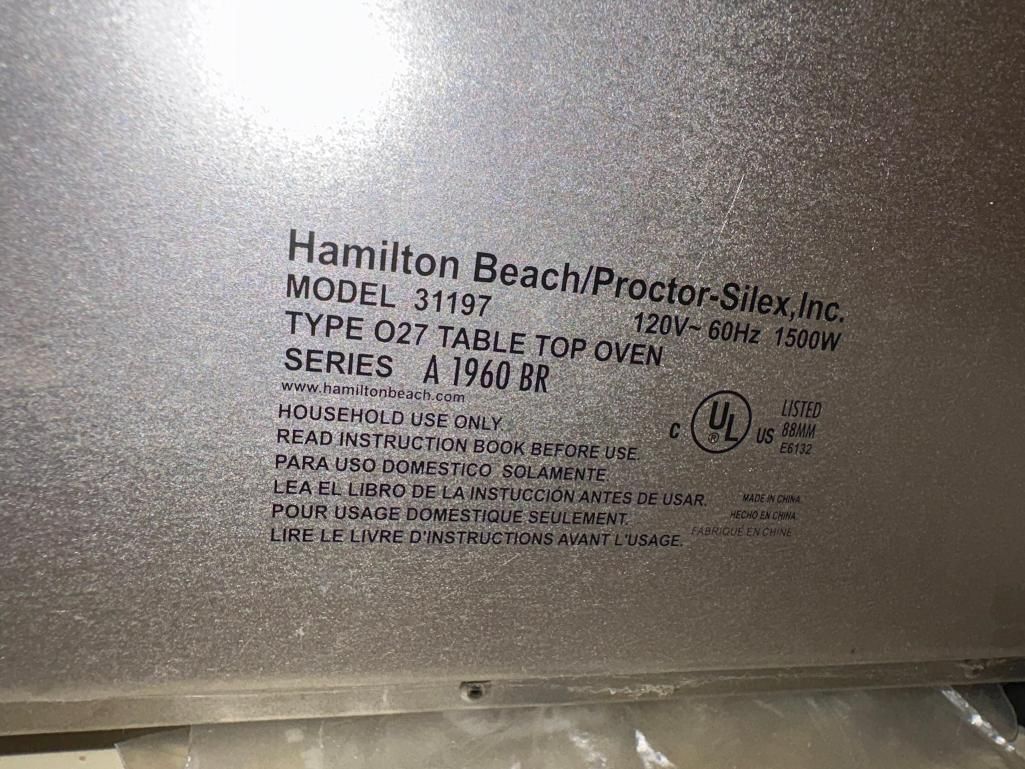 Hamilton Beach/Proctor-Silex,Inc.
MODEL 31197
120V~ 60Hz 1500W
TYPE O27 TABLE TOP OVEN
SERIES A 1960 BR
www.hamiltonbeach.com
HOUSEHOLD USE ONLY.
READ INSTRUCTION BOOK BEFORE USE.
PARA USO DOMESTICO SOLAMENTE.
LEA EL LIBRO DE LA INSTUCCIÓN ANTES DE USAR.
POUR USAGE DOMESTIQUE SEULEMENT.
LIRE LE LIVRE D'INSTRUCTIONS AVANT L'USAGE.
C UL® US
LISTED
88MM
E6132
MADE IN CHINA.
HECHO EN CHINA.
FABRIQUÉ EN CHINE